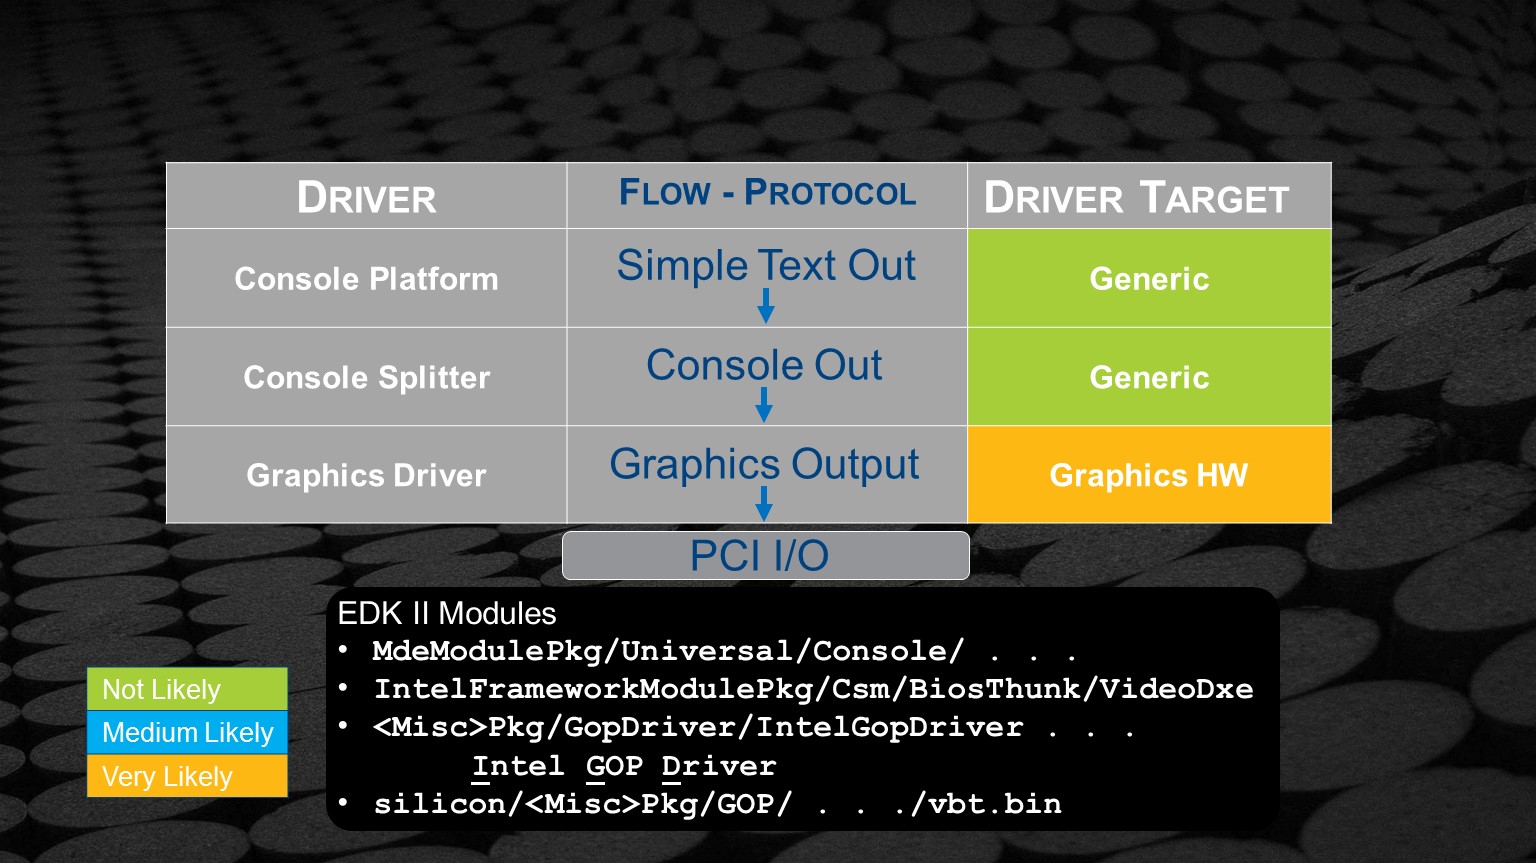 DRIVER
FLOW - PROTOCOL
DRIVER TARGET
Console Platform
Simple Text Out
Generic
Console Splitter
Console Out
Generic
Graphics Driver
Graphics Output
Graphics HW
PCI I/O
EDK II Modules
• MdeModulePkg/Universal/Console/ . . .
• IntelFrameworkModulePkg/Csm/BiosThunk/VideoDxe
• <Misc>Pkg/GopDriver/IntelGopDriver . . .
Intel GOP Driver
• silicon/<Misc>Pkg/GOP/ . . ./vbt.bin
Not Likely
Medium Likely
Very Likely